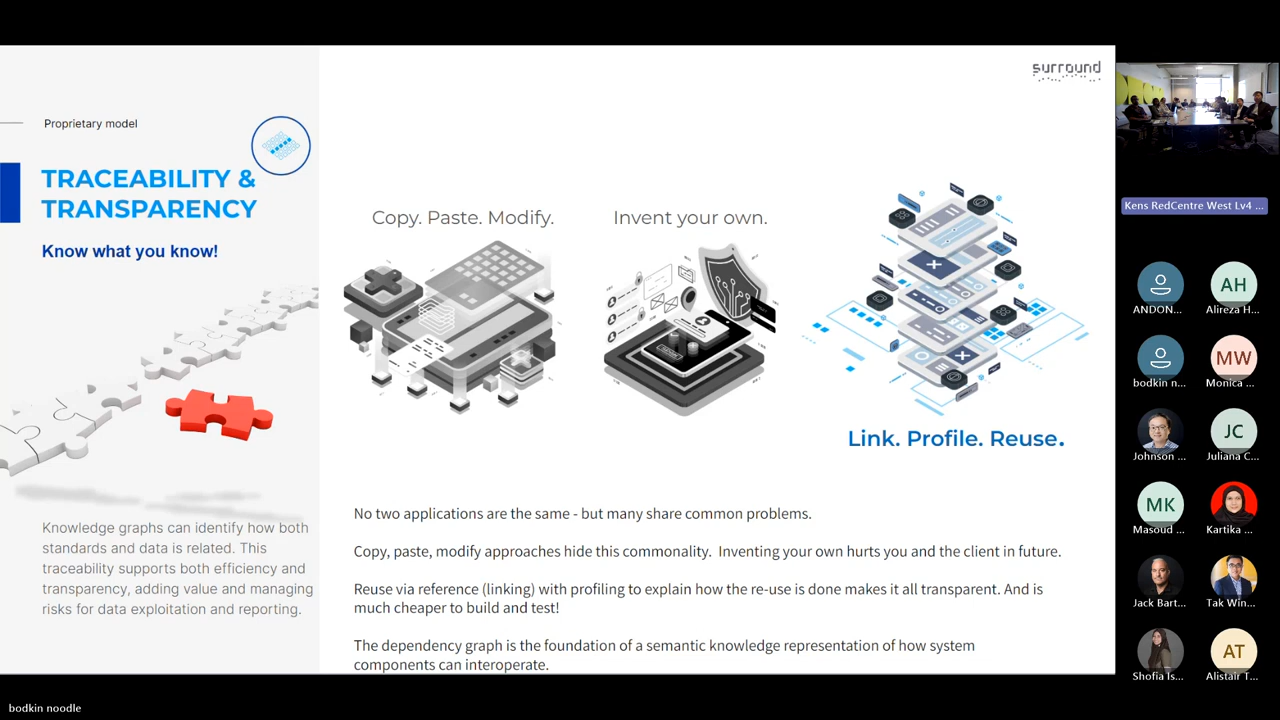 surround
Proprietary model
TRACEABILITY &
TRANSPARENCY
Know what you know!
Copy. Paste. Modify.
Invent your own.
Link. Profile. Reuse.
Knowledge graphs can identify how both
standards and data is related. This
traceability supports both efficiency and
transparency, adding value and managing
risks for data exploitation and reporting.
No two applications are the same - but many share common problems.
Copy, paste, modify approaches hide this commonality.  Inventing your own hurts you and the client in future.
Reuse via reference (linking) with profiling to explain how the re-use is done makes it all transparent. And is
much cheaper to build and test!
The dependency graph is the foundation of a semantic knowledge representation of how system
components can interoperate.
Kens RedCentre West Lv4 ...
ANDON...
AH
Alireza H...
bodkin n...
MW
Monica ...
Johnson ...
JC
Juliana C...
MK
Masoud ...
Kartika ...
Jack Bart...
Tak Win...
Shofia Is...
AT
Alistair T...
bodkin noodle